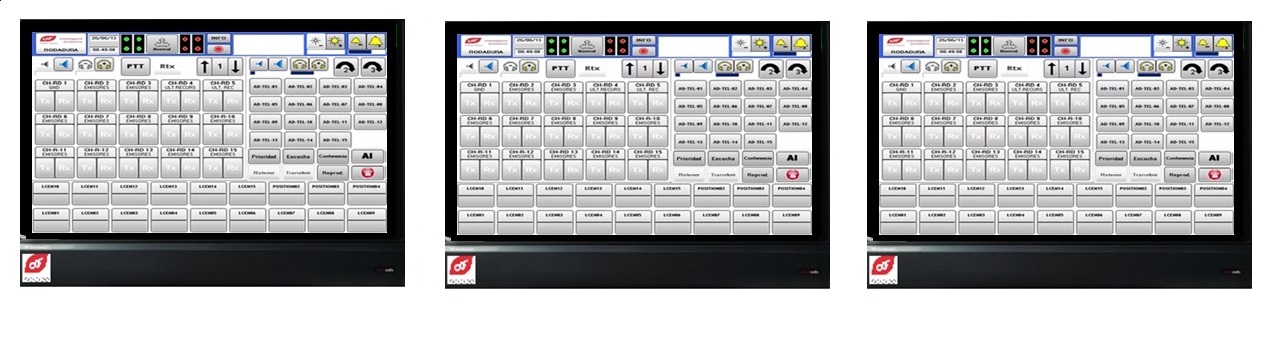 26/06/13
INFO
RODADURA
08:49:08
Normal
PTT
Rtx
1
2
3
CH-RD 1
CH-RD 2
CH-RD 3
CH-RD 4
CH-RD 5
GND
EMISORES
EMISORES
ULT RECURS
ULT. REC
AD-TEL-01
AD-TEL-02
AD-TEL-03
AD-TEL-04
Tx Rx
Tx Rx
Tx Rx
Tx Rx
Tx Rx
AD-TEL-05
AD-TEL-06
AD-TEL-07
AD-TEL-08
CH-RD 6
CH-RD 7
CH-RD 8
CH-RD 9
CH-R-10
EMISORES
EMISORES
EMISORES
EMISORES
EMISORES
AD-TEL-09
AD-TEL-10
AD-TEL-11
AD-TEL-12
Tx Rx
Tx Rx
Tx Rx
Tx Rx
Tx Rx
AD-TEL-13
AD-TEL-14
AD-TEL-15
CH-R-11
CH-R-12
CH-RD 13
CH-RD 14
CH-RD 15
EMISORES
EMISORES
EMISORES
EMISORES
EMISORES
Prioridad
Escucha
Conferencia
AI
Tx Rx
Tx Rx
Tx Rx
Tx Rx
Tx Rx
Retener
Transferir
Reprod.
LCEN10
LCEN11
LCEN12
LCEN13
LCEN14
LCEN15
POSITION02
POSITION03
POSITION04
LCEN01
LCEN02
LCEN03
LCEN04
LCEN05
LCEN06
LCEN07
LCEN08
LCEN09
26/06/13
INFO
RODADURA
08:49:08
Normal
PTT
Rtx
1
2
3
CH-RD 1
CH-RD 2
CH-RD 3
CH-RD 4
CH-RD 5
GND
EMISORES
EMISORES
ULT RECURS
ULT. REC
AD-TEL-01
AD-TEL-02
AD-TEL-03
AD-TEL-04
Tx Rx
Tx Rx
Tx Rx
Tx Rx
Tx Rx
AD-TEL-05
AD-TEL-06
AD-TEL-07
AD-TEL-08
CH-RD 6
CH-RD 7
CH-RD 8
CH-RD 9
CH-R-10
EMISORES
EMISORES
EMISORES
EMISORES
EMISORES
AD-TEL-09
AD-TEL-10
AD-TEL-11
AD-TEL-12
Tx Rx
Tx Rx
Tx Rx
Tx Rx
Tx Rx
AD-TEL-13
AD-TEL-14
AD-TEL-15
CH-R-11
CH-R-12
CH-RD 13
CH-RD 14
CH-RD 15
EMISORES
EMISORES
EMISORES
EMISORES
EMISORES
Prioridad
Escucha
Conferencia
AI
Tx Rx
Tx Rx
Tx Rx
Tx Rx
Tx Rx
Retener
Transferir
Reprod.
LCEN10
LCEN11
LCEN12
LCEN13
LCEN14
LCEN15
POSITION02
POSITION03
POSITION04
LCEN01
LCEN02
LCEN03
LCEN04
LCEN05
LCEN06
LCEN07
LCEN08
LCEN09
26/06/13
INFO
RODADURA
08:49:08
Normal
PTT
Rtx
1
2
3
CH-RD 1
CH-RD 2
CH-RD 3
CH-RD 4
CH-RD 5
GND
EMISORES
EMISORES
ULT RECURS
ULT. REC
AD-TEL-01
AD-TEL-02
AD-TEL-03
AD-TEL-04
Tx Rx
Tx Rx
Tx Rx
Tx Rx
Tx Rx
AD-TEL-05
AD-TEL-06
AD-TEL-07
AD-TEL-08
CH-RD 6
CH-RD 7
CH-RD 8
CH-RD 9
CH-R-10
EMISORES
EMISORES
EMISORES
EMISORES
EMISORES
AD-TEL-09
AD-TEL-10
AD-TEL-11
AD-TEL-12
Tx Rx
Tx Rx
Tx Rx
Tx Rx
Tx Rx
AD-TEL-13
AD-TEL-14
AD-TEL-15
CH-R-11
CH-R-12
CH-RD 13
CH-RD 14
CH-RD 15
EMISORES
EMISORES
EMISORES
EMISORES
EMISORES
Prioridad
Escucha
Conferencia
AI
Tx Rx
Tx Rx
Tx Rx
Tx Rx
Tx Rx
Retener
Transferir
Reprod.
LCEN10
LCEN11
LCEN12
LCEN13
LCEN14
LCEN15
POSITION02
POSITION03
POSITION04
LCEN01
LCEN02
LCEN03
LCEN04
LCEN05
LCEN06
LCEN07
LCEN08
LCEN09